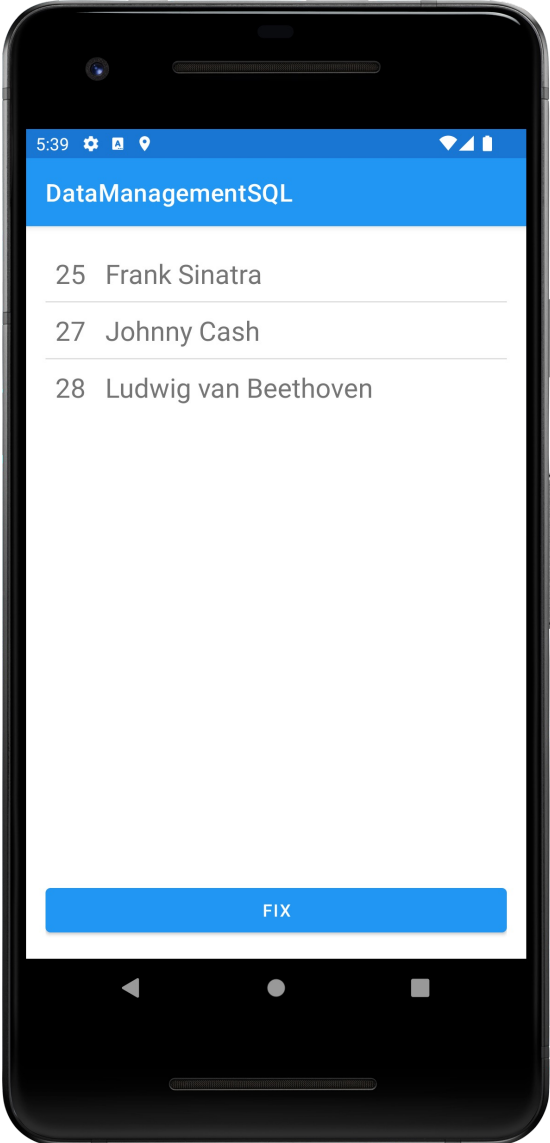 5:39
DataManagementSQL
25 Frank Sinatra
27 Johnny Cash
28 Ludwig van Beethoven
FIX